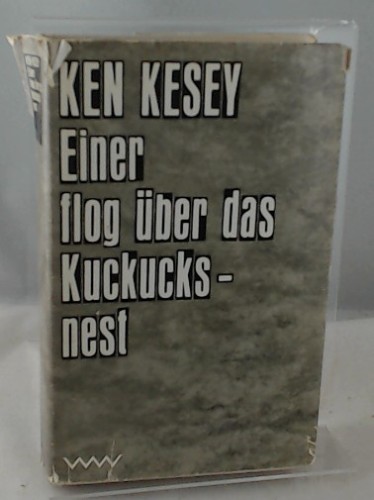 KEN KESEY
Einer
flog über das
Kuckucks-
nest